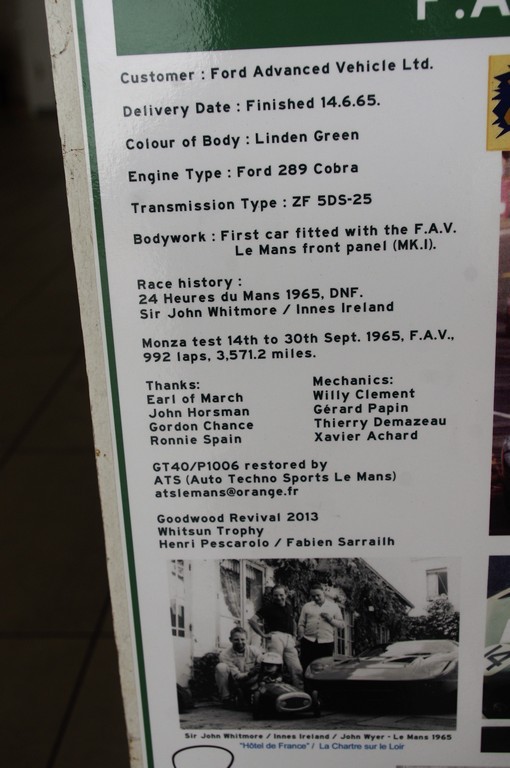 F.A
Customer : Ford Advanced Vehicle Ltd.
Delivery Date : Finished 14.6.65.
Colour of Body : Linden Green
Engine Type : Ford 289 Cobra
Transmission Type : ZF 5DS-25
Bodywork : First car fitted with the F.A.V.
Le Mans front panel (MK.I).
Race history :
24 Heures du Mans 1965, DNF.
Sir John Whitmore / Innes Ireland
Monza test 14th to 30th Sept. 1965, F.A.V.,
992 laps, 3,571.2 miles.
Thanks:
Earl of March
John Horsman
Gordon Chance
Ronnie Spain
Mechanics:
Willy Clement
Gérard Papin
Thierry Demazeau
Xavier Achard
GT40/P1006 restored by
ATS (Auto Techno Sports Le Mans)
atslemans@orange.fr
Goodwood Revival 2013
Whitsun Trophy
Henri Pescarolo / Fabien Sarrailh
Sir John Whitmore / Innes Ireland / John Wyer - Le Mans 1965
"Hôtel de France" / La Chartre sur le Loir